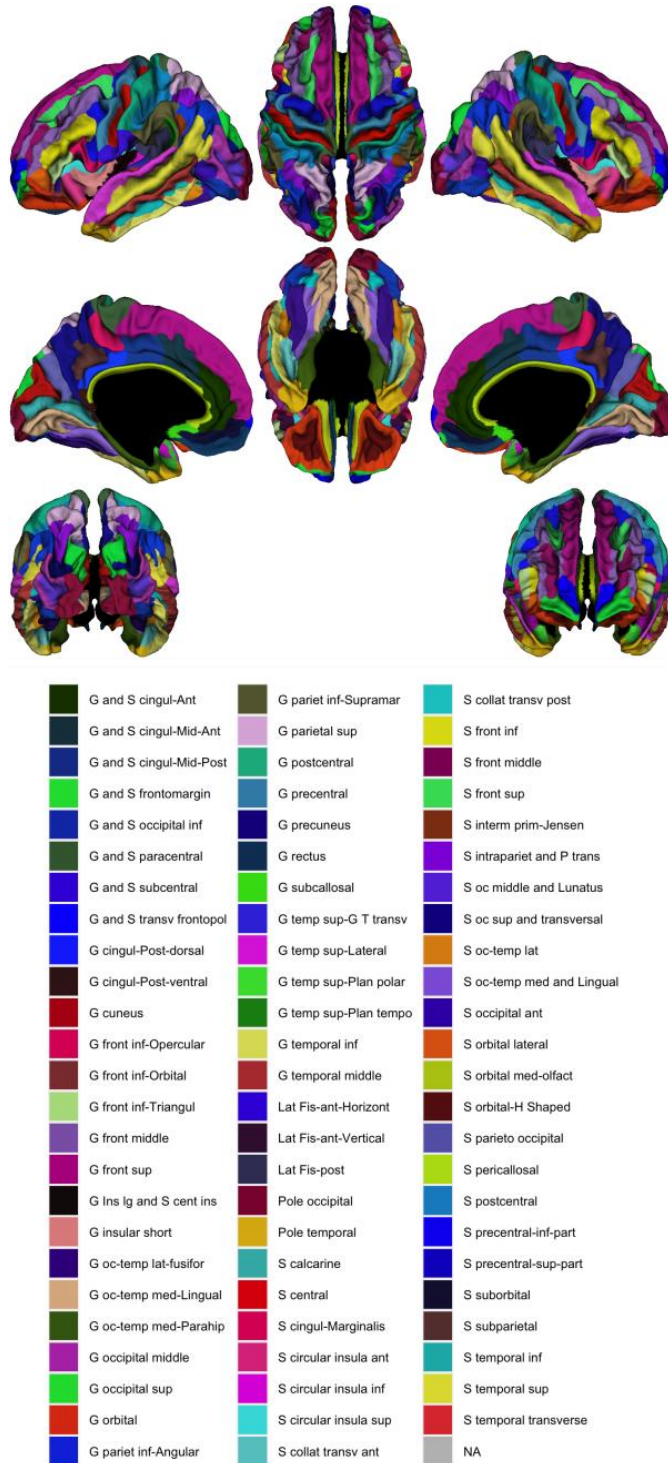 G and S cingul-Ant
G and S cingul-Mid-Ant
G and S cingul-Mid-Post
G and S frontomargin
G and S occipital inf
G and S paracentral
G and S subcentral
G and S transv frontopol
G cingul-Post-dorsal
G cingul-Post-ventral
G cuneus
G front inf-Opercular
G front inf-Orbital
G front inf-Triangul
G front middle
G front sup
G Ins lg and S cent ins
G insular short
G oc-temp lat-fusifor
G oc-temp med-Lingual
G oc-temp med-Parahip
G occipital middle
G occipital sup
G orbital
G pariet inf-Angular
G pariet inf-Supramar
G parietal sup
G postcentral
G precentral
G precuneus
G rectus
G subcallosal
G temp sup-G T transv
G temp sup-Lateral
G temp sup-Plan polar
G temp sup-Plan tempo
G temporal inf
G temporal middle
Lat Fis-ant-Horizont
Lat Fis-ant-Vertical
Lat Fis-post
Pole occipital
Pole temporal
S calcarine
S central
S cingul-Marginalis
S circular insula ant
S circular insula inf
S circular insula sup
S collat transv ant
S collat transv post
S front inf
S front middle
S front sup
S interm prim-Jensen
S intrapariet and P trans
S oc middle and Lunatus
S oc sup and transversal
S oc-temp lat
S oc-temp med and Lingual
S occipital ant
S orbital lateral
S orbital med-olfact
S orbital-H Shaped
S parieto occipital
S pericallosal
S postcentral
S precentral-inf-part
S precentral-sup-part
S suborbital
S subparietal
S temporal inf
S temporal sup
S temporal transverse
NA